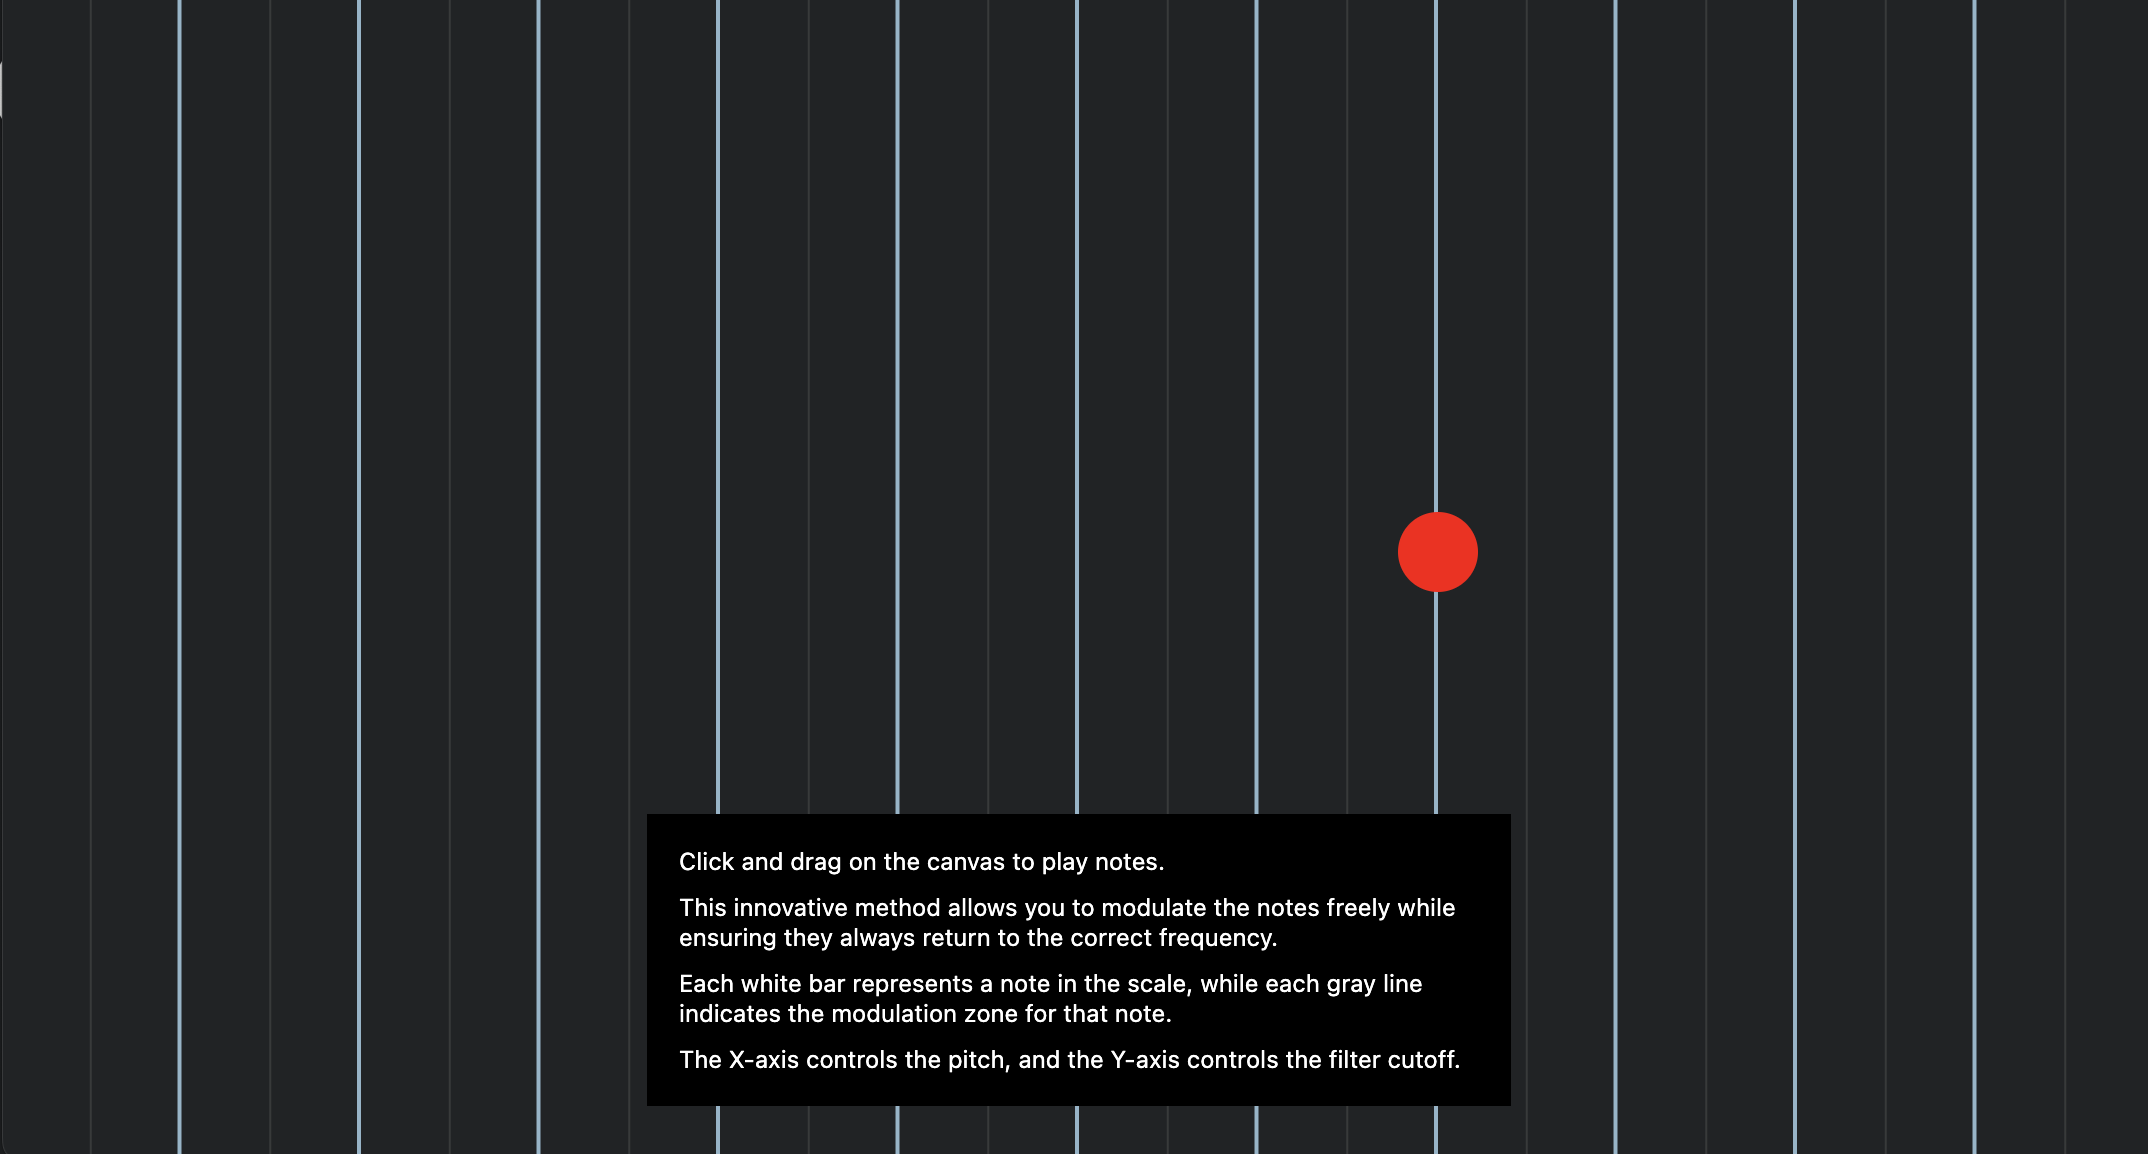 Click and drag on the canvas to play notes.
This innovative method allows you to modulate the notes freely while
ensuring they always return to the correct frequency.
Each white bar represents a note in the scale, while each gray line
indicates the modulation zone for that note.
The X-axis controls the pitch, and the Y-axis controls the filter cutoff.